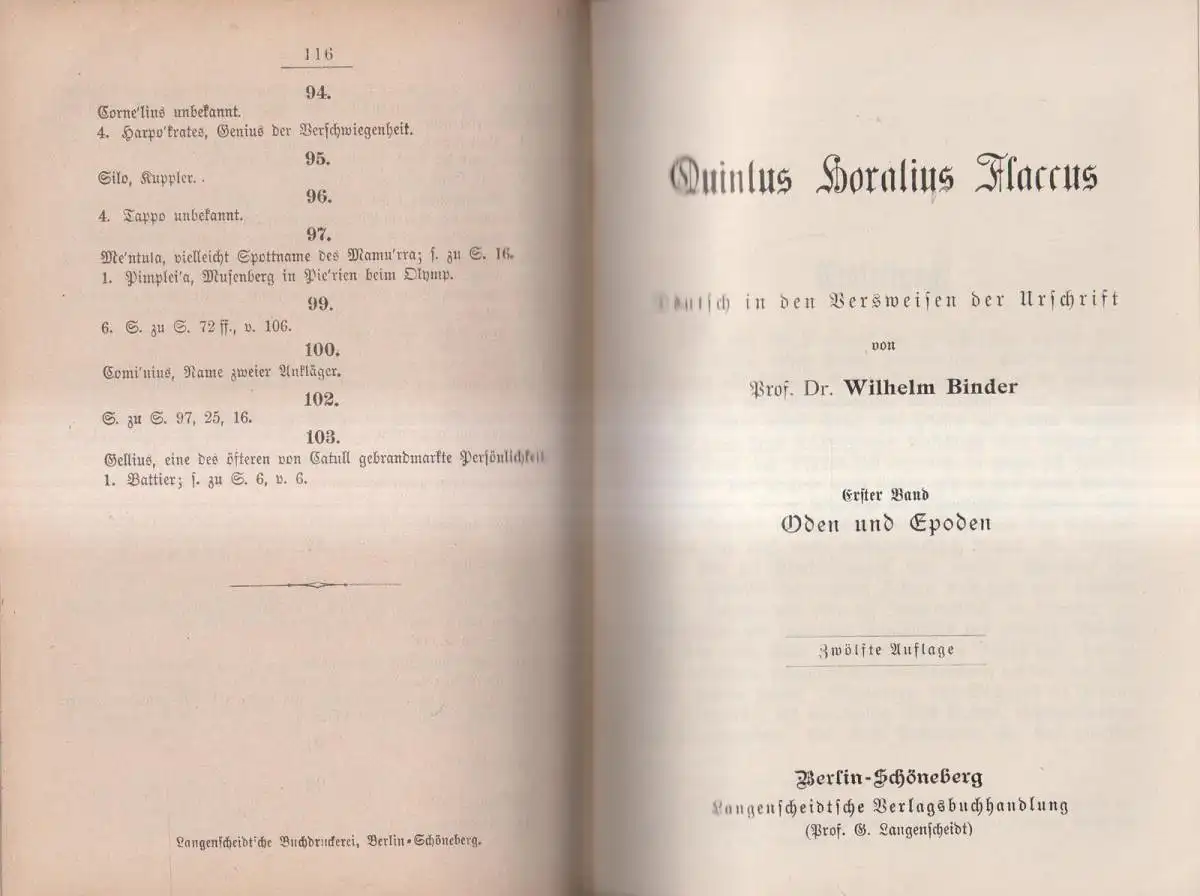 116
94.
Corne'lius unbekannt.
4. Harpo'krates, Genius der Verschwiegenheit.
95.
Silo, Kuppler.
96.
4. Tappo unbekannt.
97.
Me'ntula, vielleicht Spottname des Mamu'rra; s. zu S. 16.
1. Pimplei'a, Musenberg in Pie'rien beim Olymp.
99.
6. S. zu S. 72 ff., v. 106.
100.
Comi'nius, Name zweier Ankläger.
102.
S. zu S. 97, 25, 16.
103.
Gellius, eine des öfteren von Catull gebrandmarkte Persönlichkeit
1. Battier; s. zu S. 6, v. 6.
Langenscheidt'sche Buchdruckerei, Berlin-Schöneberg.
Quintus Horatius Flaccus
Deutsch in den Versweisen der Urschrift
von
Prof. Dr. Wilhelm Binder
Erster Band
Oden und Epoden
Zwölfte Auflage
Berlin-Schöneberg
Langenscheidtsche Verlagsbuchhandlung
(Prof. G. Langenscheidt)